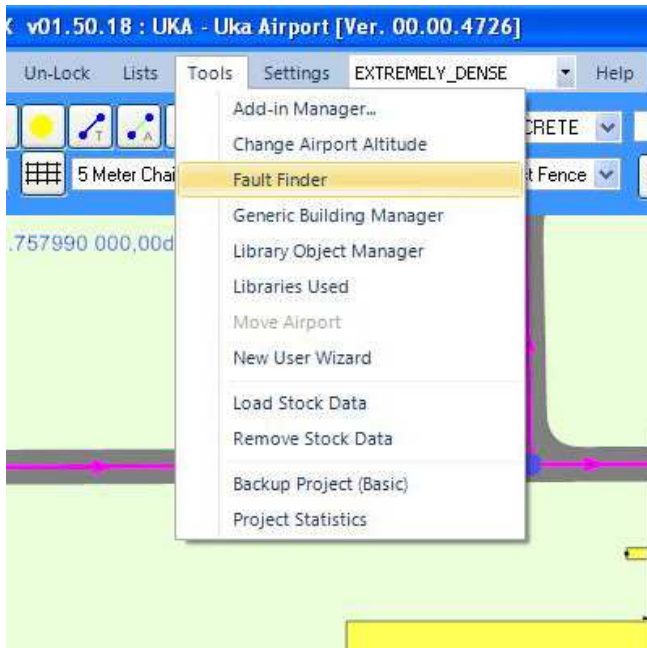 v01.50.18 : UKA - Uka Airport [Ver. 00.00.4726]
Un-Lock Lists Tools Settings EXTREMELY_DENSE Help
Add-in Manager...
CRETE
Change Airport Altitude
5 Meter Chai
Fault Finder
t Fence
Generic Building Manager
.757990 000,00d
Library Object Manager
Libraries Used
Move Airport
New User Wizard
Load Stock Data
Remove Stock Data
Backup Project (Basic)
Project Statistics